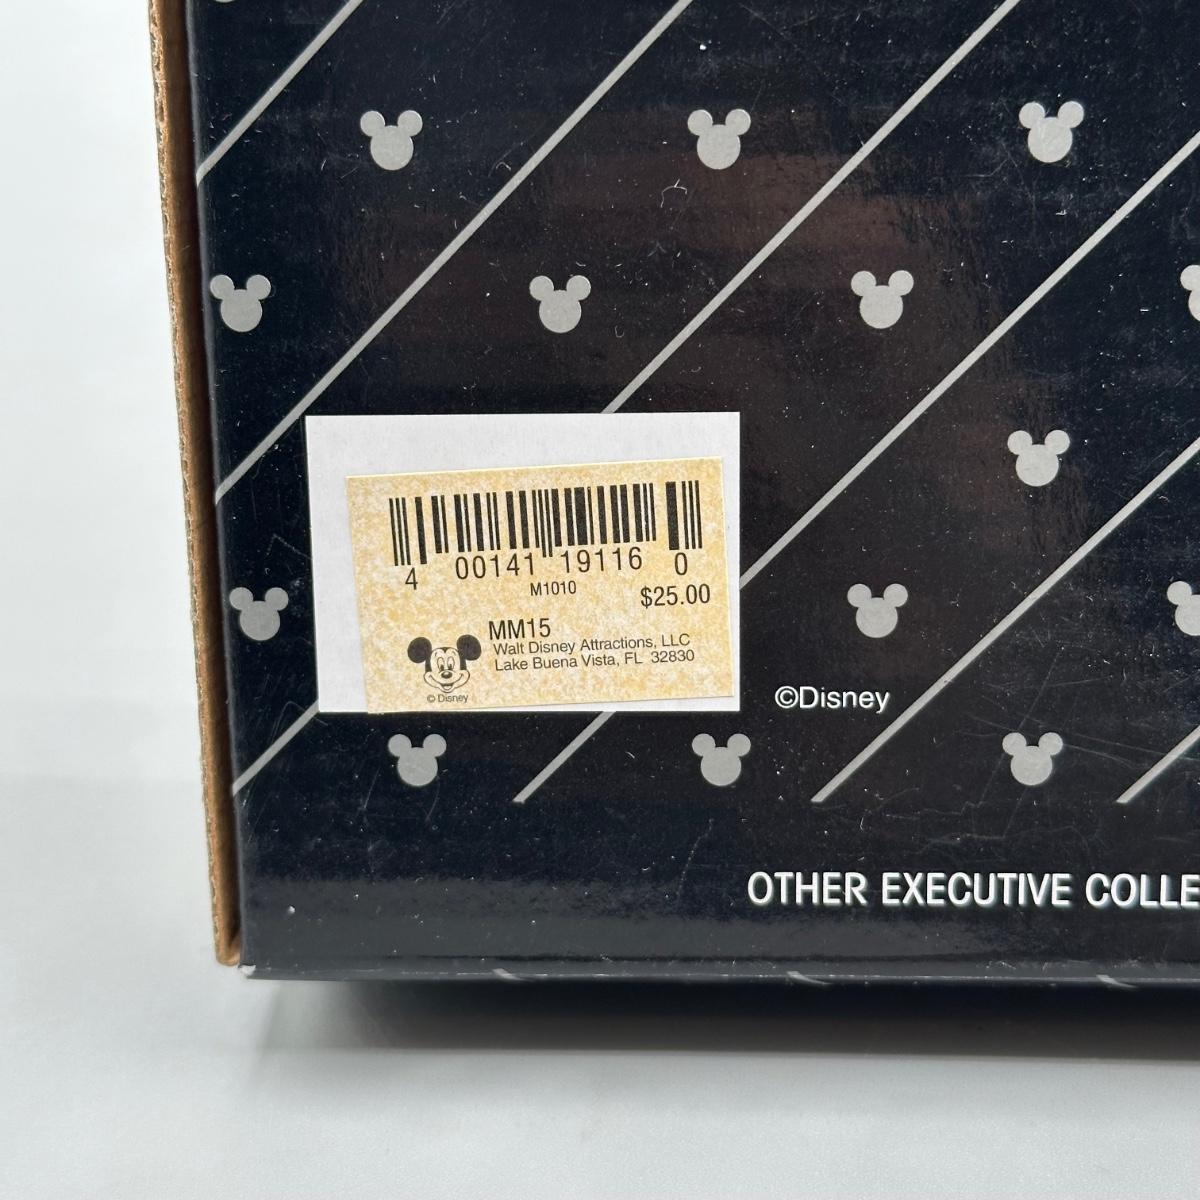 4 00141 19116 0
M1010
$25.00
MM15
Walt Disney Attractions, LLC
Lake Buena Vista, FL 32830
© Disney
©Disney
OTHER EXECUTIVE COLLE